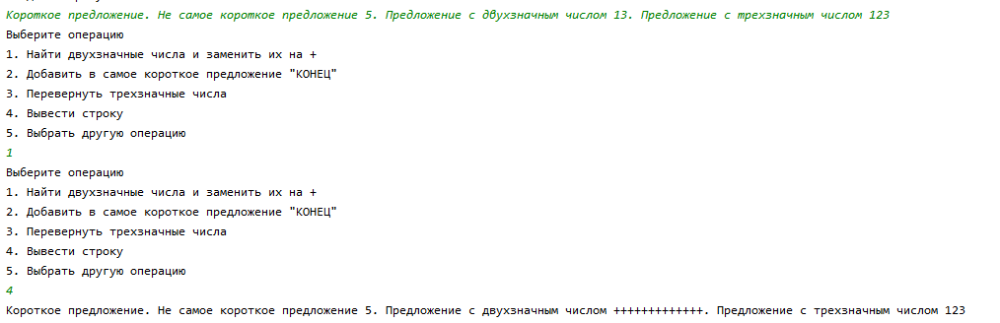 Короткое предложение. Не самое короткое предложение 5. Предложение с двухзначным числом 13. Предложение с трехзначным числом 123
Выберите операцию
1. Найти двухзначные числа и заменить их на +
2. Добавить в самое короткое предложение "КОНЕЦ"
3. Перевернуть трехзначные числа
4. Вывести строку
5. Выбрать другую операцию
1
Выберите операцию
1. Найти двухзначные числа и заменить их на +
2. Добавить в самое короткое предложение "КОНЕЦ"
3. Перевернуть трехзначные числа
4. Вывести строку
5. Выбрать другую операцию
4
Короткое предложение. Не самое короткое предложение 5. Предложение с двухзначным числом +++++++++++++. Предложение с трехзначным числом 123